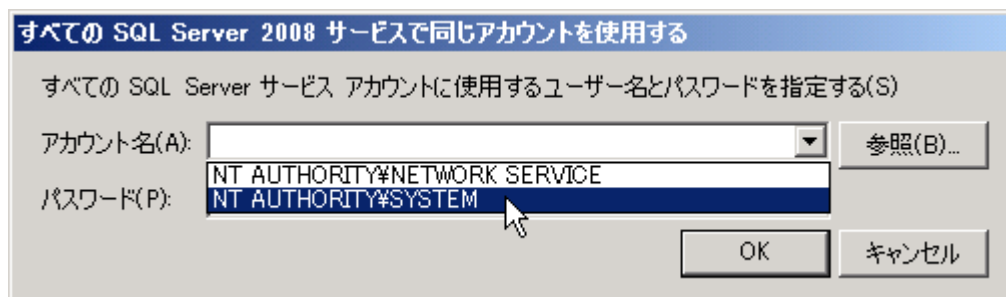 すべての SQL Server 2008 サービスで同じアカウントを使用する
すべての SQL Server サービス アカウントに使用するユーザー名とパスワードを指定する(S)
アカウント名(A):
参照(B)...
NT AUTHORITY¥NETWORK SERVICE
パスワード(P):
NT AUTHORITY¥SYSTEM
OK
キャンセル